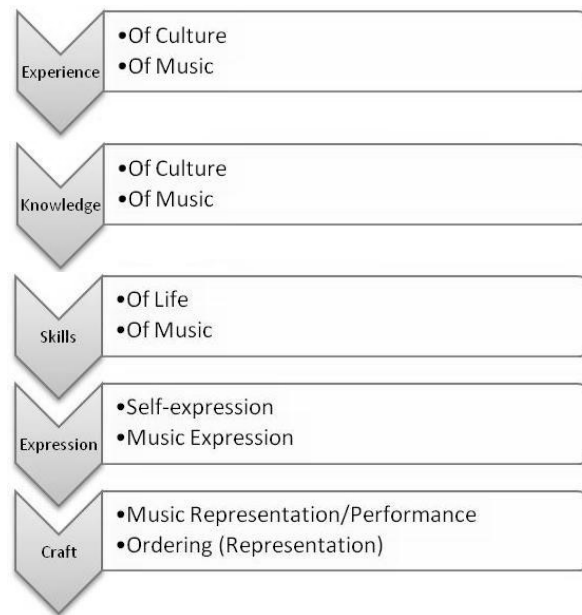 Experience
•Of Culture
•Of Music
Knowledge
•Of Culture
•Of Music
Skills
•Of Life
•Of Music
Expression
•Self-expression
•Music Expression
Craft
•Music Representation/Performance
•Ordering (Representation)